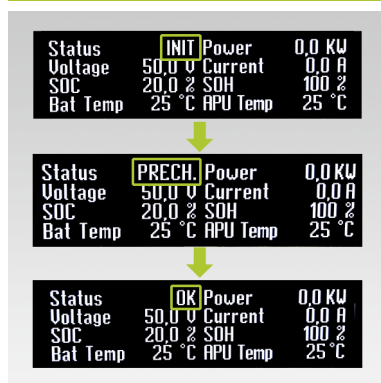 Status INIT Power 0,0 KW
Voltage 50,0 V Current 0,0 A
SOC 20,0 % SOH 100 %
Bat Temp 25 °C APU Temp 25 °C
Status PRECH. Power 0,0 KW
Voltage 50,0 V Current 0,0 A
SOC 20,0 % SOH 100 %
Bat Temp 25 °C APU Temp 25 °C
Status OK Power 0,0 KW
Voltage 50,0 V Current 0,0 A
SOC 20,0 % SOH 100 %
Bat Temp 25 °C APU Temp 25 °C